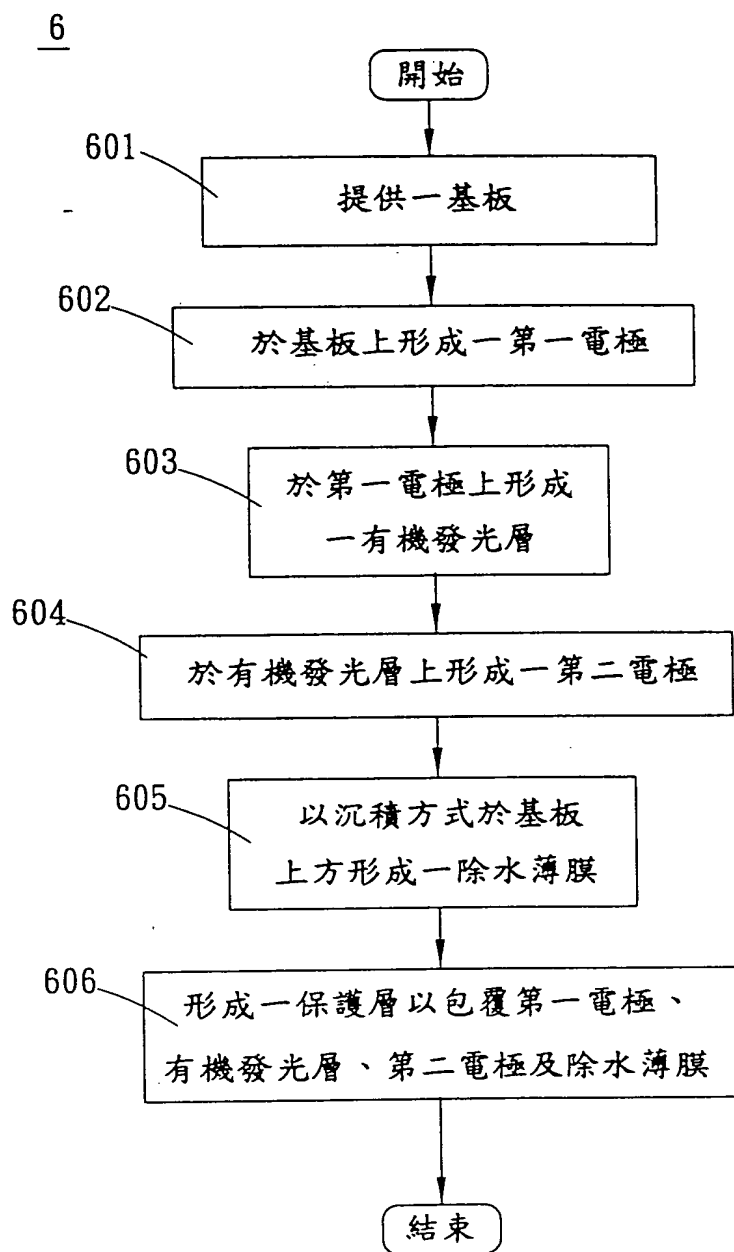 6
開始
601
提供一基板
602
於基板上形成一第一電極
603
於第一電極上形成
一有機發光層
604
於有機發光層上形成一第二電極
605
以沉積方式於基板
上方形成一除水薄膜
606
形成一保護層以包覆第一電極、
有機發光層、第二電極及除水薄膜
結束